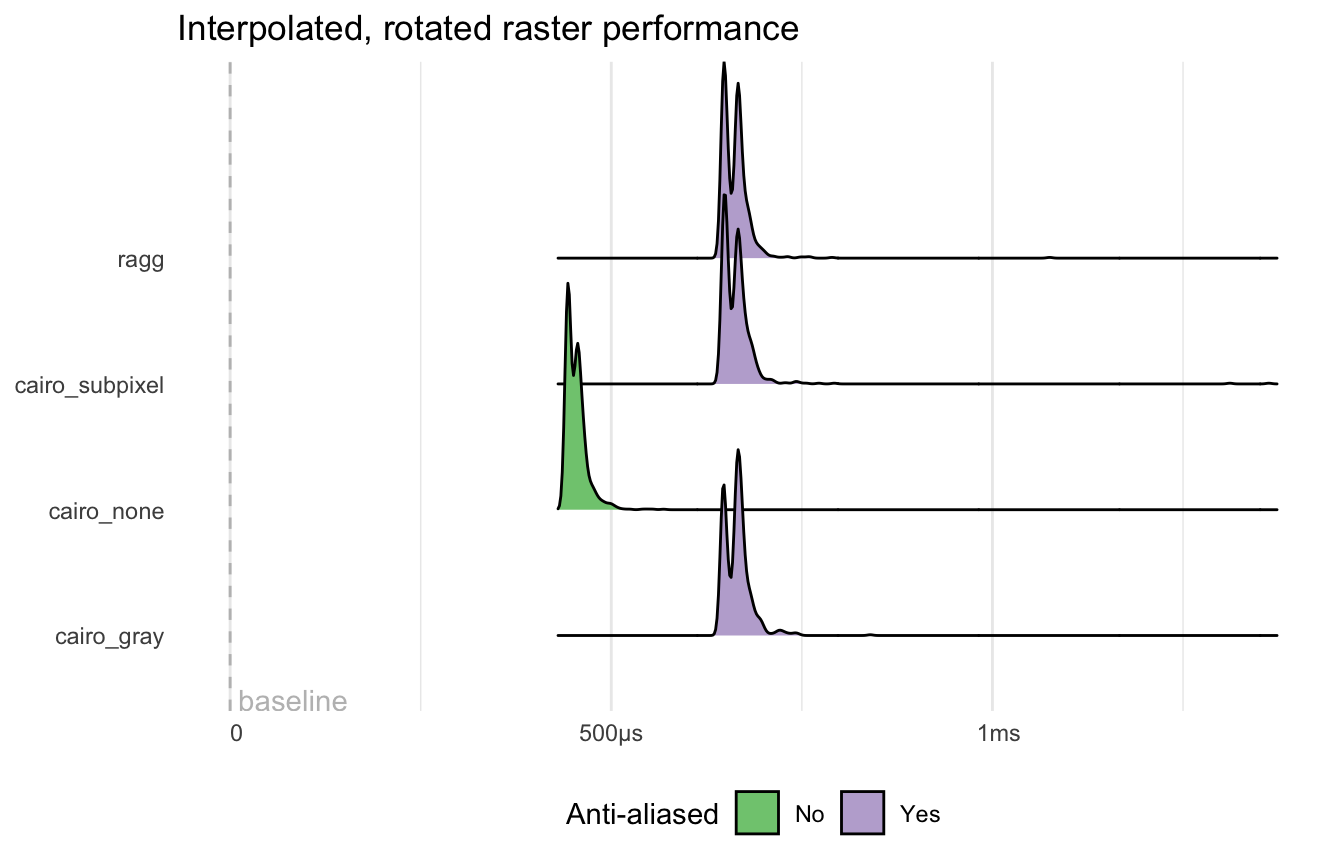 Interpolated, rotated raster performance
ragg
cairo_subpixel
cairo_none
cairo_gray
baseline
0 500µs 1ms
Anti-aliased No Yes